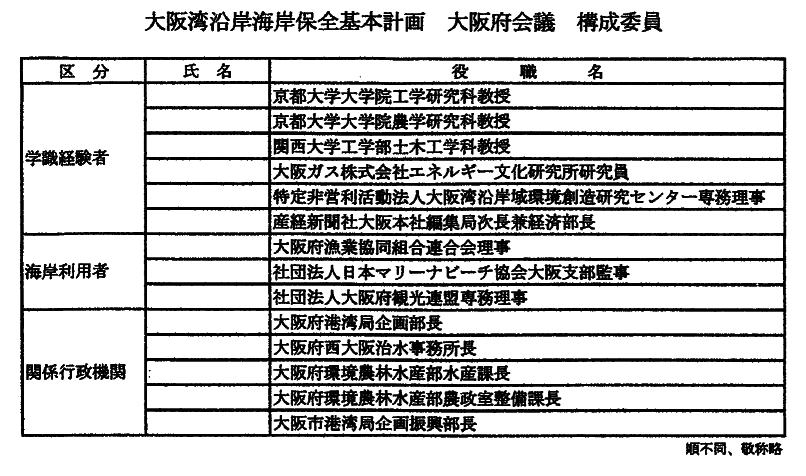 大阪湾沿岸海岸保全基本計画　大阪府会議　構成委員
区　分　氏　名　役　職　名
学識経験者
京都大学大学院工学研究科教授
京都大学大学院農学研究科教授
関西大学工学部土木工学科教授
大阪ガス株式会社エネルギー文化研究所研究員
特定非営利活動法人大阪湾沿岸域環境創造研究センター専務理事
産経新聞社大阪本社編集局次長兼経済部長
海岸利用者
大阪府漁業協同組合連合会理事
社団法人日本マリーナビーチ協会大阪支部監事
社団法人大阪府観光連盟専務理事
関係行政機関
大阪府港湾局企画部長
大阪府西大阪治水事務所長
大阪府環境農林水産部水産課長
大阪府環境農林水産部農政室整備課長
大阪市港湾局企画振興部長
順不同、敬称略